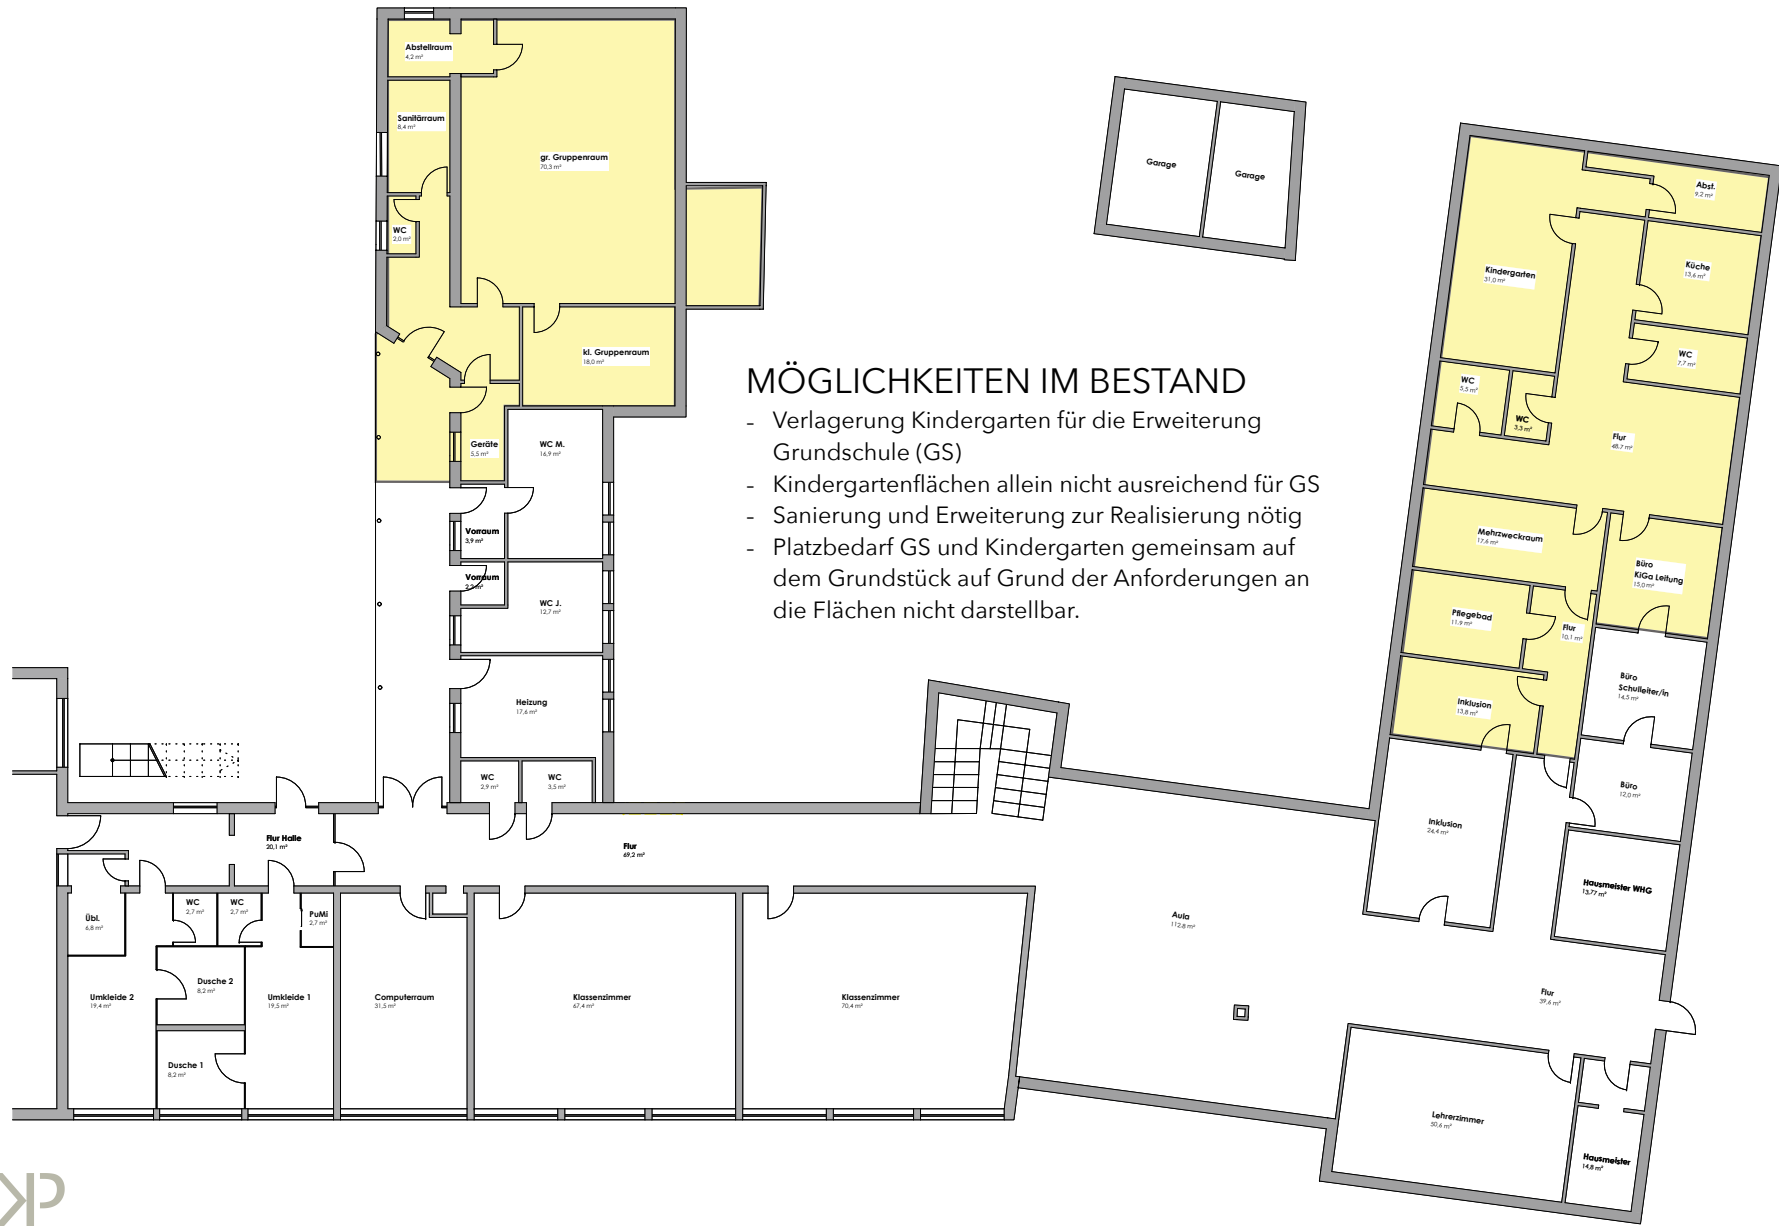 Abstellraum
4,2 m²
Sanitärraum
8,4 m²
gr. Gruppenraum
70,3 m²
WC
2,0 m²
kl. Gruppenraum
18,0 m²
Geräte
5,5 m²
WC M.
16,9 m²
Vorraum
3,9 m²
Vorraum
2,2 m²
WC J.
12,7 m²
Heizung
17,6 m²
WC
2,9 m²
WC
3,5 m²
Garage
Garage
MÖGLICHKEITEN IM BESTAND
- Verlagerung Kindergarten für die Erweiterung
Grundschule (GS)
- Kindergartenflächen allein nicht ausreichend für GS
- Sanierung und Erweiterung zur Realisierung nötig
- Platzbedarf GS und Kindergarten gemeinsam auf
dem Grundstück auf Grund der Anforderungen an
die Flächen nicht darstellbar.
Abst.
9,2 m²
Kindergarten
31,0 m²
Küche
13,6 m²
WC
7,7 m²
WC
5,5 m²
WC
3,3 m²
Flur
48,7 m²
Mehrzweckraum
17,6 m²
Büro
KiGa Leitung
15,0 m²
Pflegebad
11,9 m²
Flur
10,1 m²
Inklusion
13,8 m²
Büro
Schulleiter/in
14,5 m²
Büro
12,0 m²
Inklusion
24,4 m²
Hausmeister WHG
13,77 m²
Flur Halle
20,1 m²
Flur
69,2 m²
Übl.
6,8 m²
WC
2,7 m²
WC
2,7 m²
PuMi
2,7 m²
Dusche 2
8,2 m²
Umkleide 2
19,4 m²
Umkleide 1
19,5 m²
Dusche 1
8,2 m²
Computerraum
31,5 m²
Klassenzimmer
67,4 m²
Klassenzimmer
70,4 m²
Aula
112,8 m²
Flur
39,6 m²
Lehrerzimmer
50,6 m²
Hausmeister
14,8 m²